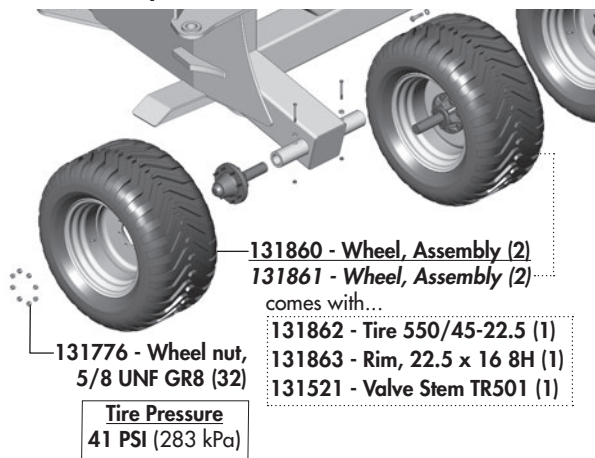 131860 - Wheel, Assembly (2)
131861 - Wheel, Assembly (2)
comes with...
131862 - Tire 550/45-22.5 (1)
131863 - Rim, 22.5 x 16 8H (1)
131521 - Valve Stem TR501 (1)
131776 - Wheel nut,
5/8 UNF GR8 (32)
Tire Pressure
41 PSI (283 kPa)